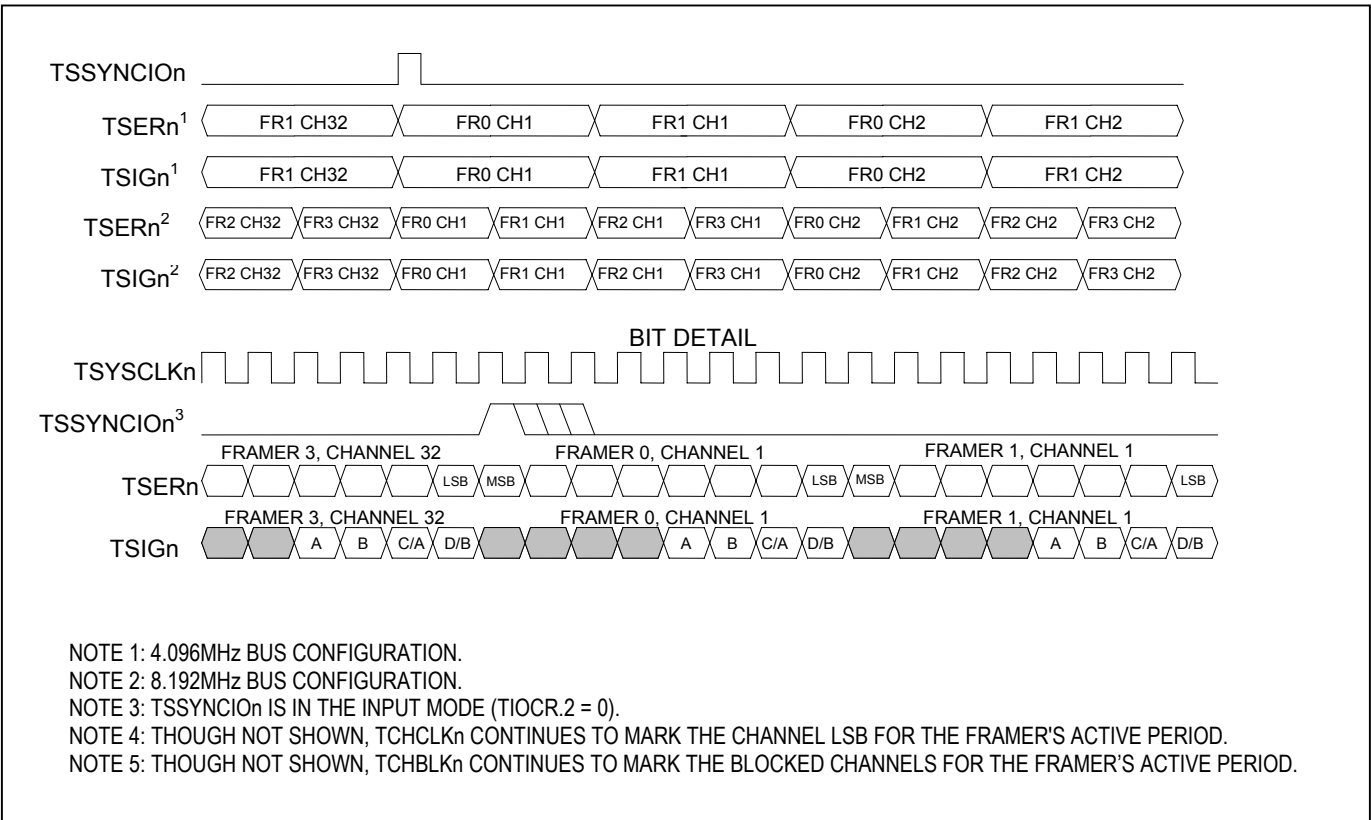 TSSYNCIOn
TSERn1 FR1 CH32 FR0 CH1 FR1 CH1 FR0 CH2 FR1 CH2
TSIGn1 FR1 CH32 FR0 CH1 FR1 CH1 FR0 CH2 FR1 CH2
TSERn2 FR2 CH32 FR3 CH32 FR0 CH1 FR1 CH1 FR2 CH1 FR3 CH1 FR0 CH2 FR1 CH2 FR2 CH2 FR3 CH2
TSIGn2 FR2 CH32 FR3 CH32 FR0 CH1 FR1 CH1 FR2 CH1 FR3 CH1 FR0 CH2 FR1 CH2 FR2 CH2 FR3 CH2
BIT DETAIL
TSYSCLKn
TSSYNCIOn3
FRAMER 3, CHANNEL 32 FRAMER 0, CHANNEL 1 FRAMER 1, CHANNEL 1
TSERn LSB MSB LSB MSB LSB
FRAMER 3, CHANNEL 32 FRAMER 0, CHANNEL 1 FRAMER 1, CHANNEL 1
TSIGn A B C/A D/B A B C/A D/B A B C/A D/B
NOTE 1: 4.096MHz BUS CONFIGURATION.
NOTE 2: 8.192MHz BUS CONFIGURATION.
NOTE 3: TSSYNCIOn IS IN THE INPUT MODE (TIOCR.2 = 0).
NOTE 4: THOUGH NOT SHOWN, TCHCLKn CONTINUES TO MARK THE CHANNEL LSB FOR THE FRAMER'S ACTIVE PERIOD.
NOTE 5: THOUGH NOT SHOWN, TCHBLKn CONTINUES TO MARK THE BLOCKED CHANNELS FOR THE FRAMER’S ACTIVE PERIOD.